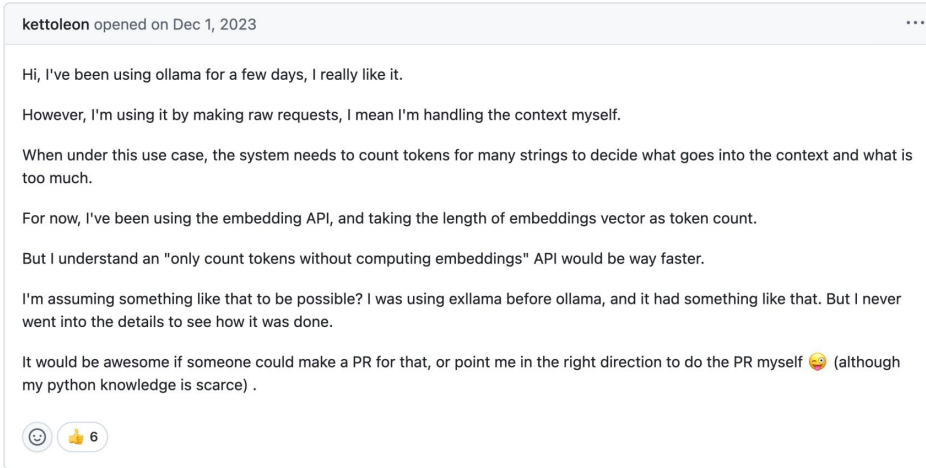 kettoleon opened on Dec 1, 2023
Hi, I've been using ollama for a few days, I really like it.
However, I'm using it by making raw requests, I mean I'm handling the context myself.
When under this use case, the system needs to count tokens for many strings to decide what goes into the context and what is
too much.
For now, I've been using the embedding API, and taking the length of embeddings vector as token count.
But I understand an "only count tokens without computing embeddings" API would be way faster.
I'm assuming something like that to be possible? I was using exllama before ollama, and it had something like that. But I never
went into the details to see how it was done.
It would be awesome if someone could make a PR for that, or point me in the right direction to do the PR myself 😜 (although
my python knowledge is scarce) .
👍 6